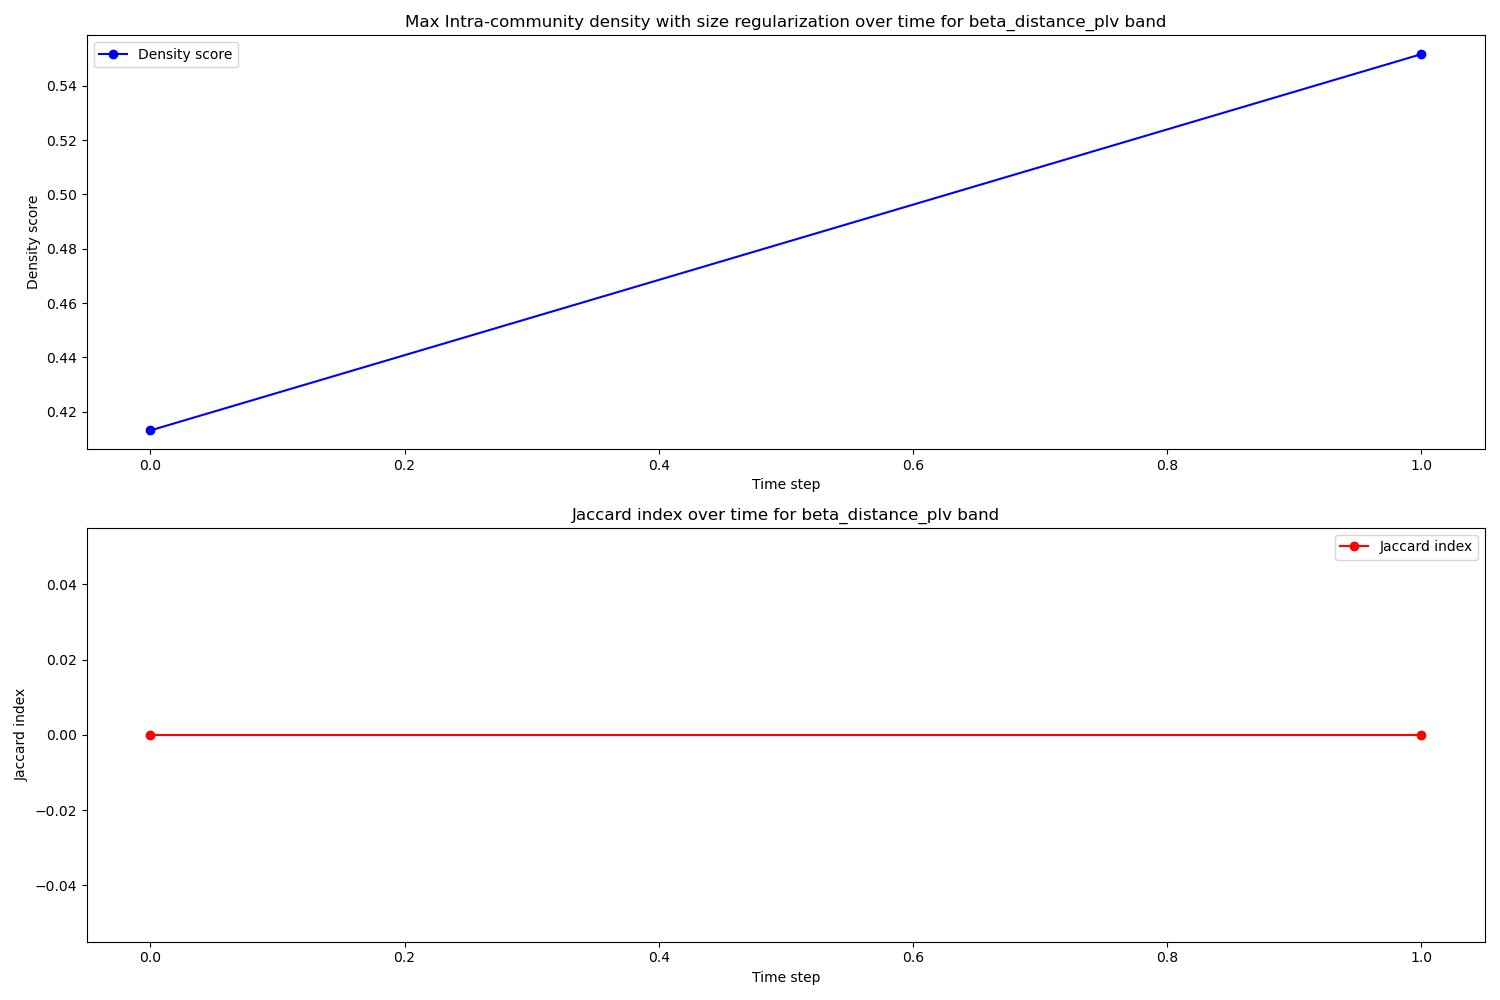 Max Intra-community density with size regularization over time for beta_distance_plv band
Density score
0.54
0.52
0.50
0.48
0.46
0.44
0.42
Density score
0.0 0.2 0.4 0.6 0.8 1.0
Time step
Jaccard index over time for beta_distance_plv band
Jaccard index
0.04
0.02
0.00
−0.02
−0.04
Jaccard index
0.0 0.2 0.4 0.6 0.8 1.0
Time step